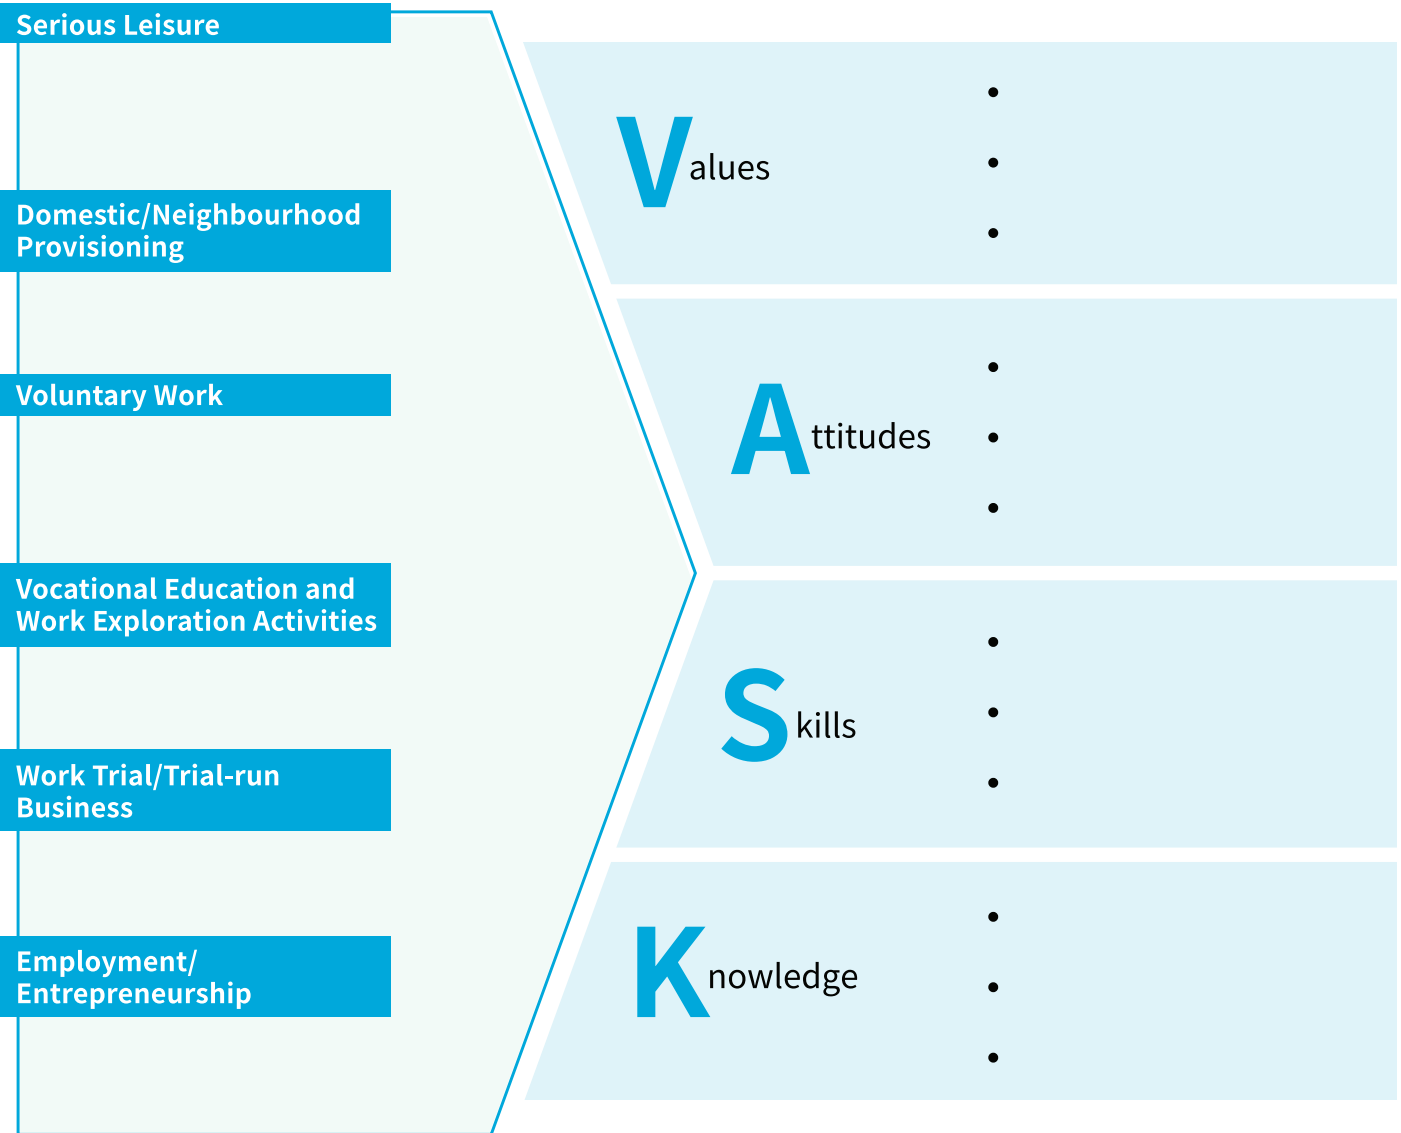 Serious Leisure
Domestic/Neighbourhood
Provisioning
Voluntary Work
Vocational Education and
Work Exploration Activities
Work Trial/Trial-run
Business
Employment/
Entrepreneurship
Values
•
•
•
Attitudes
•
•
•
Skills
•
•
•
Knowledge
•
•
•